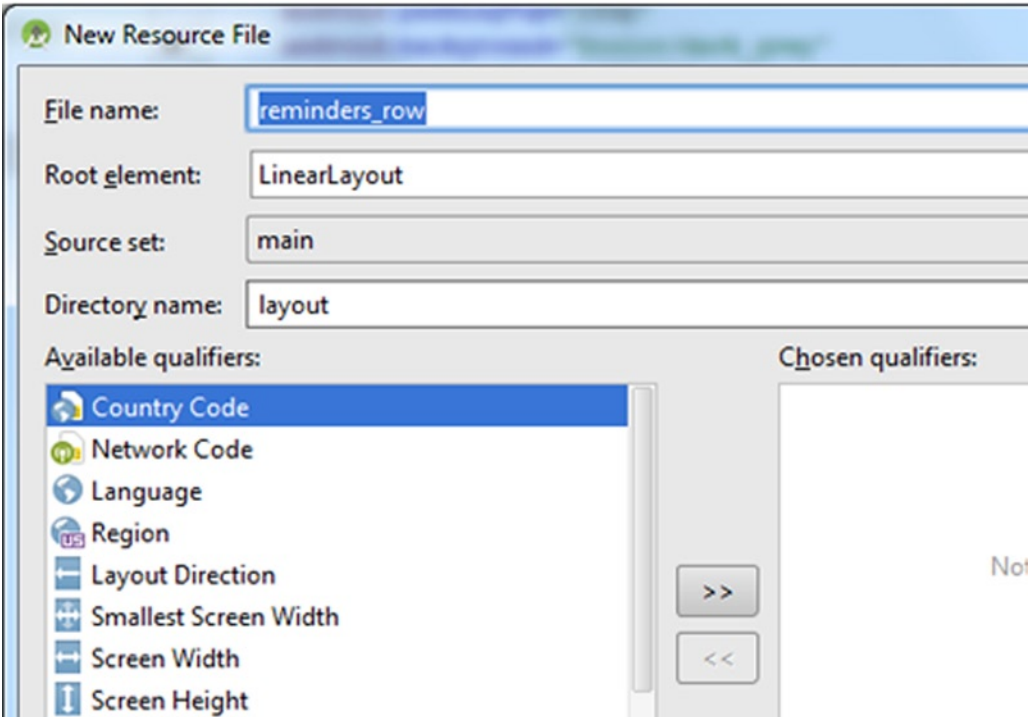 New Resource File
File name:
reminders_row
Root element:
LinearLayout
Source set:
main
Directory name:
layout
Available qualifiers:
Chosen qualifiers:
Country Code
Network Code
Language
US
Region
Layout Direction
Smallest Screen Width
Screen Width
Screen Height
>>
<<